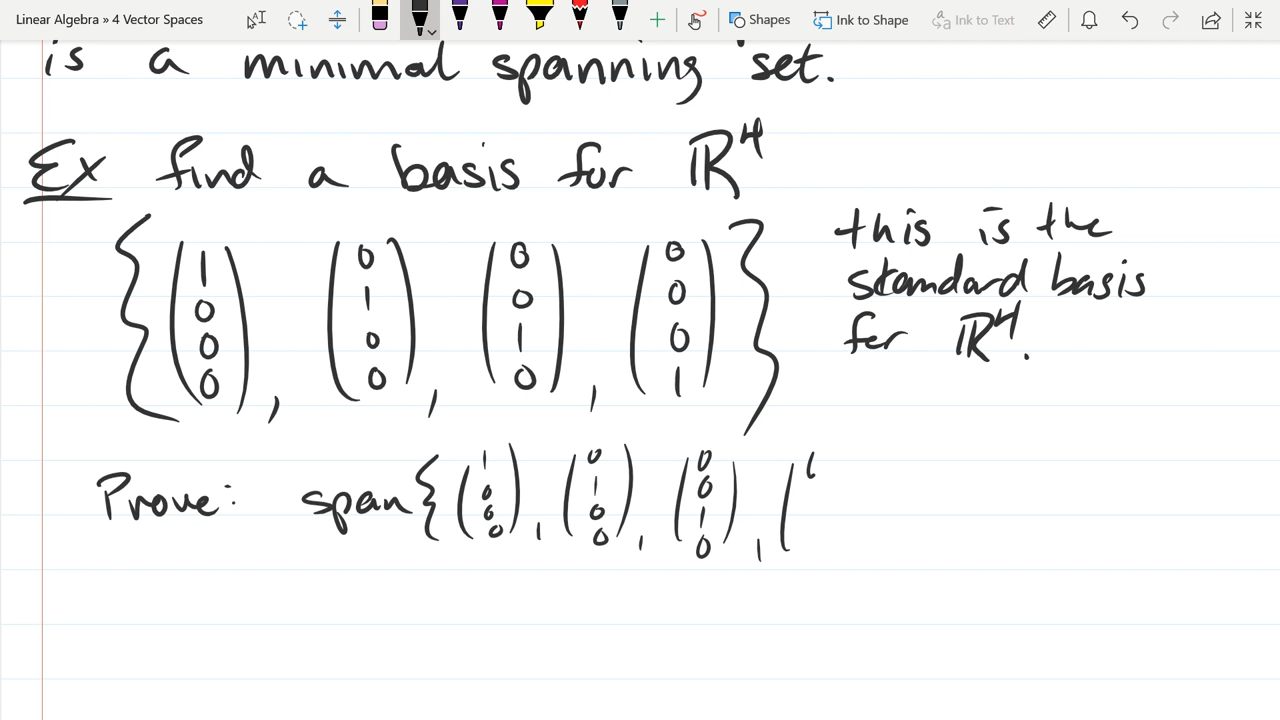 Linear Algebra » 4 Vector Spaces
Shapes Ink to Shape Ink to Text
is a minimal spanning set.
Ex find a basis for ℝ⁴
{ (1 0 0 0), (0 1 0 0), (0 0 1 0), (0 0 0 1) }
this is the
standard basis
for ℝ⁴.
Prove: span{ (1 0 0 0), (0 1 0 0), (0 0 1 0), (